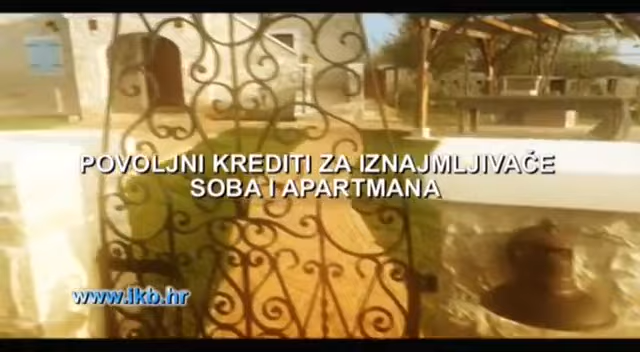 POVOLJNI KREDITI ZA IZNAJMLJIVAČE
SOBA I APARTMANA
www.ikb.hr